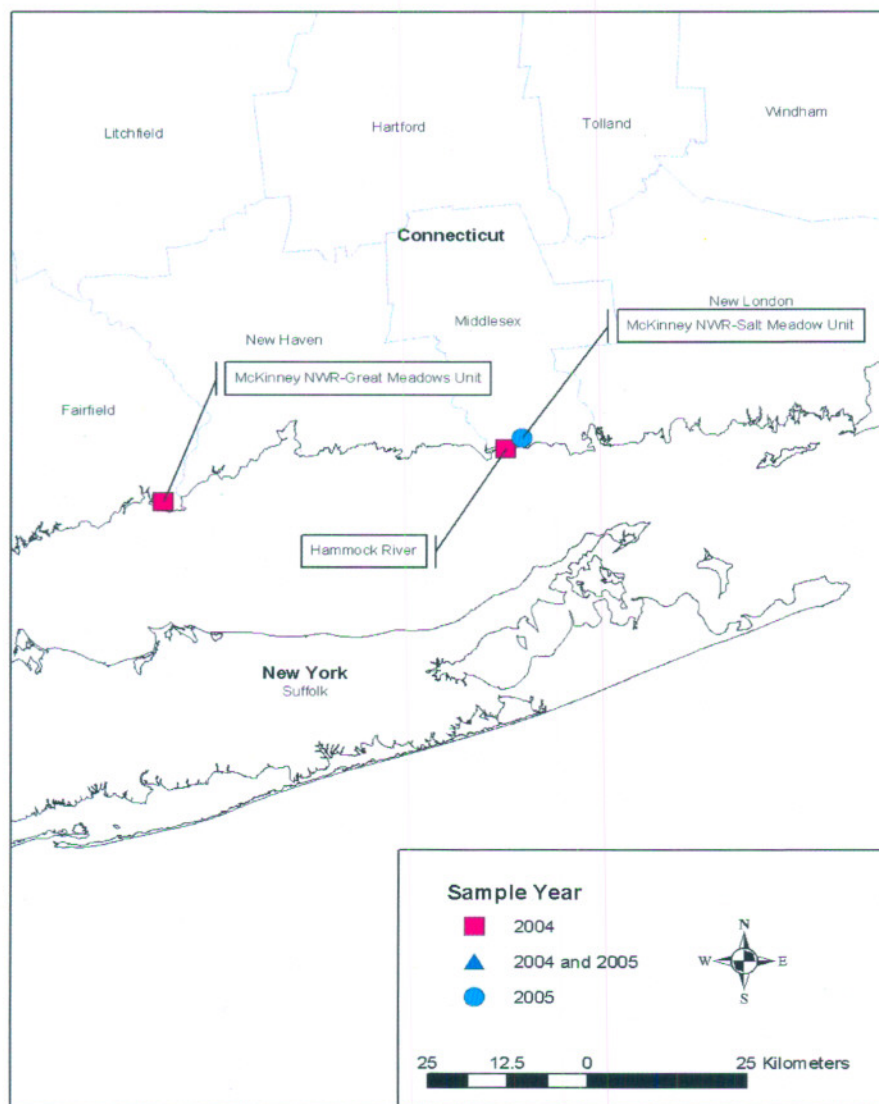 Litchfield
Hartford
Tolland
Windham
Connecticut
New London
Middlesex
McKinney NWR-Salt Meadow Unit
New Haven
McKinney NWR-Great Meadows Unit
Fairfield
Hammock River
New York
Suffolk
Sample Year
2004
2004 and 2005
2005
N
W E
S
25 12.5 0 25 Kilometers